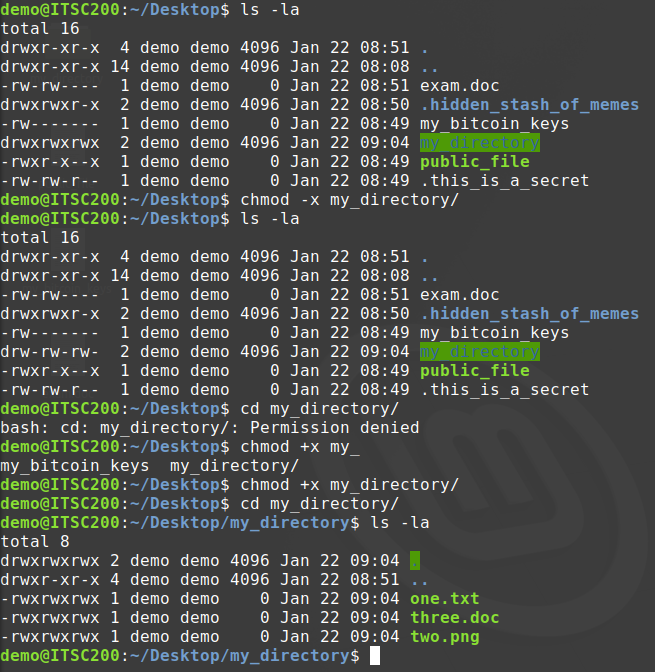 demo@ITSC200:~/Desktop$ ls -la
total 16
drwxr-xr-x  4 demo demo 4096 Jan 22 08:51 .
drwxr-xr-x 14 demo demo 4096 Jan 22 08:08 ..
-rw-rw----  1 demo demo    0 Jan 22 08:51 exam.doc
drwxrwxr-x  2 demo demo 4096 Jan 22 08:50 .hidden_stash_of_memes
-rw-------  1 demo demo    0 Jan 22 08:49 my_bitcoin_keys
drwxrwxrwx  2 demo demo 4096 Jan 22 09:04 my_directory
-rwxr-x--x  1 demo demo    0 Jan 22 08:49 public_file
-rw-rw-r--  1 demo demo    0 Jan 22 08:49 .this_is_a_secret
demo@ITSC200:~/Desktop$ chmod -x my_directory/
demo@ITSC200:~/Desktop$ ls -la
total 16
drwxr-xr-x  4 demo demo 4096 Jan 22 08:51 .
drwxr-xr-x 14 demo demo 4096 Jan 22 08:08 ..
-rw-rw----  1 demo demo    0 Jan 22 08:51 exam.doc
drwxrwxr-x  2 demo demo 4096 Jan 22 08:50 .hidden_stash_of_memes
-rw-------  1 demo demo    0 Jan 22 08:49 my_bitcoin_keys
drw-rw-rw-  2 demo demo 4096 Jan 22 09:04 my_directory
-rwxr-x--x  1 demo demo    0 Jan 22 08:49 public_file
-rw-rw-r--  1 demo demo    0 Jan 22 08:49 .this_is_a_secret
demo@ITSC200:~/Desktop$ cd my_directory/
bash: cd: my_directory/: Permission denied
demo@ITSC200:~/Desktop$ chmod +x my_
my_bitcoin_keys  my_directory/
demo@ITSC200:~/Desktop$ chmod +x my_directory/
demo@ITSC200:~/Desktop$ cd my_directory/
demo@ITSC200:~/Desktop/my_directory$ ls -la
total 8
drwxrwxrwx 2 demo demo 4096 Jan 22 09:04 .
drwxr-xr-x 4 demo demo 4096 Jan 22 08:51 ..
-rwxrwxrwx 1 demo demo    0 Jan 22 09:04 one.txt
-rwxrwxrwx 1 demo demo    0 Jan 22 09:04 three.doc
-rwxrwxrwx 1 demo demo    0 Jan 22 09:04 two.png
demo@ITSC200:~/Desktop/my_directory$